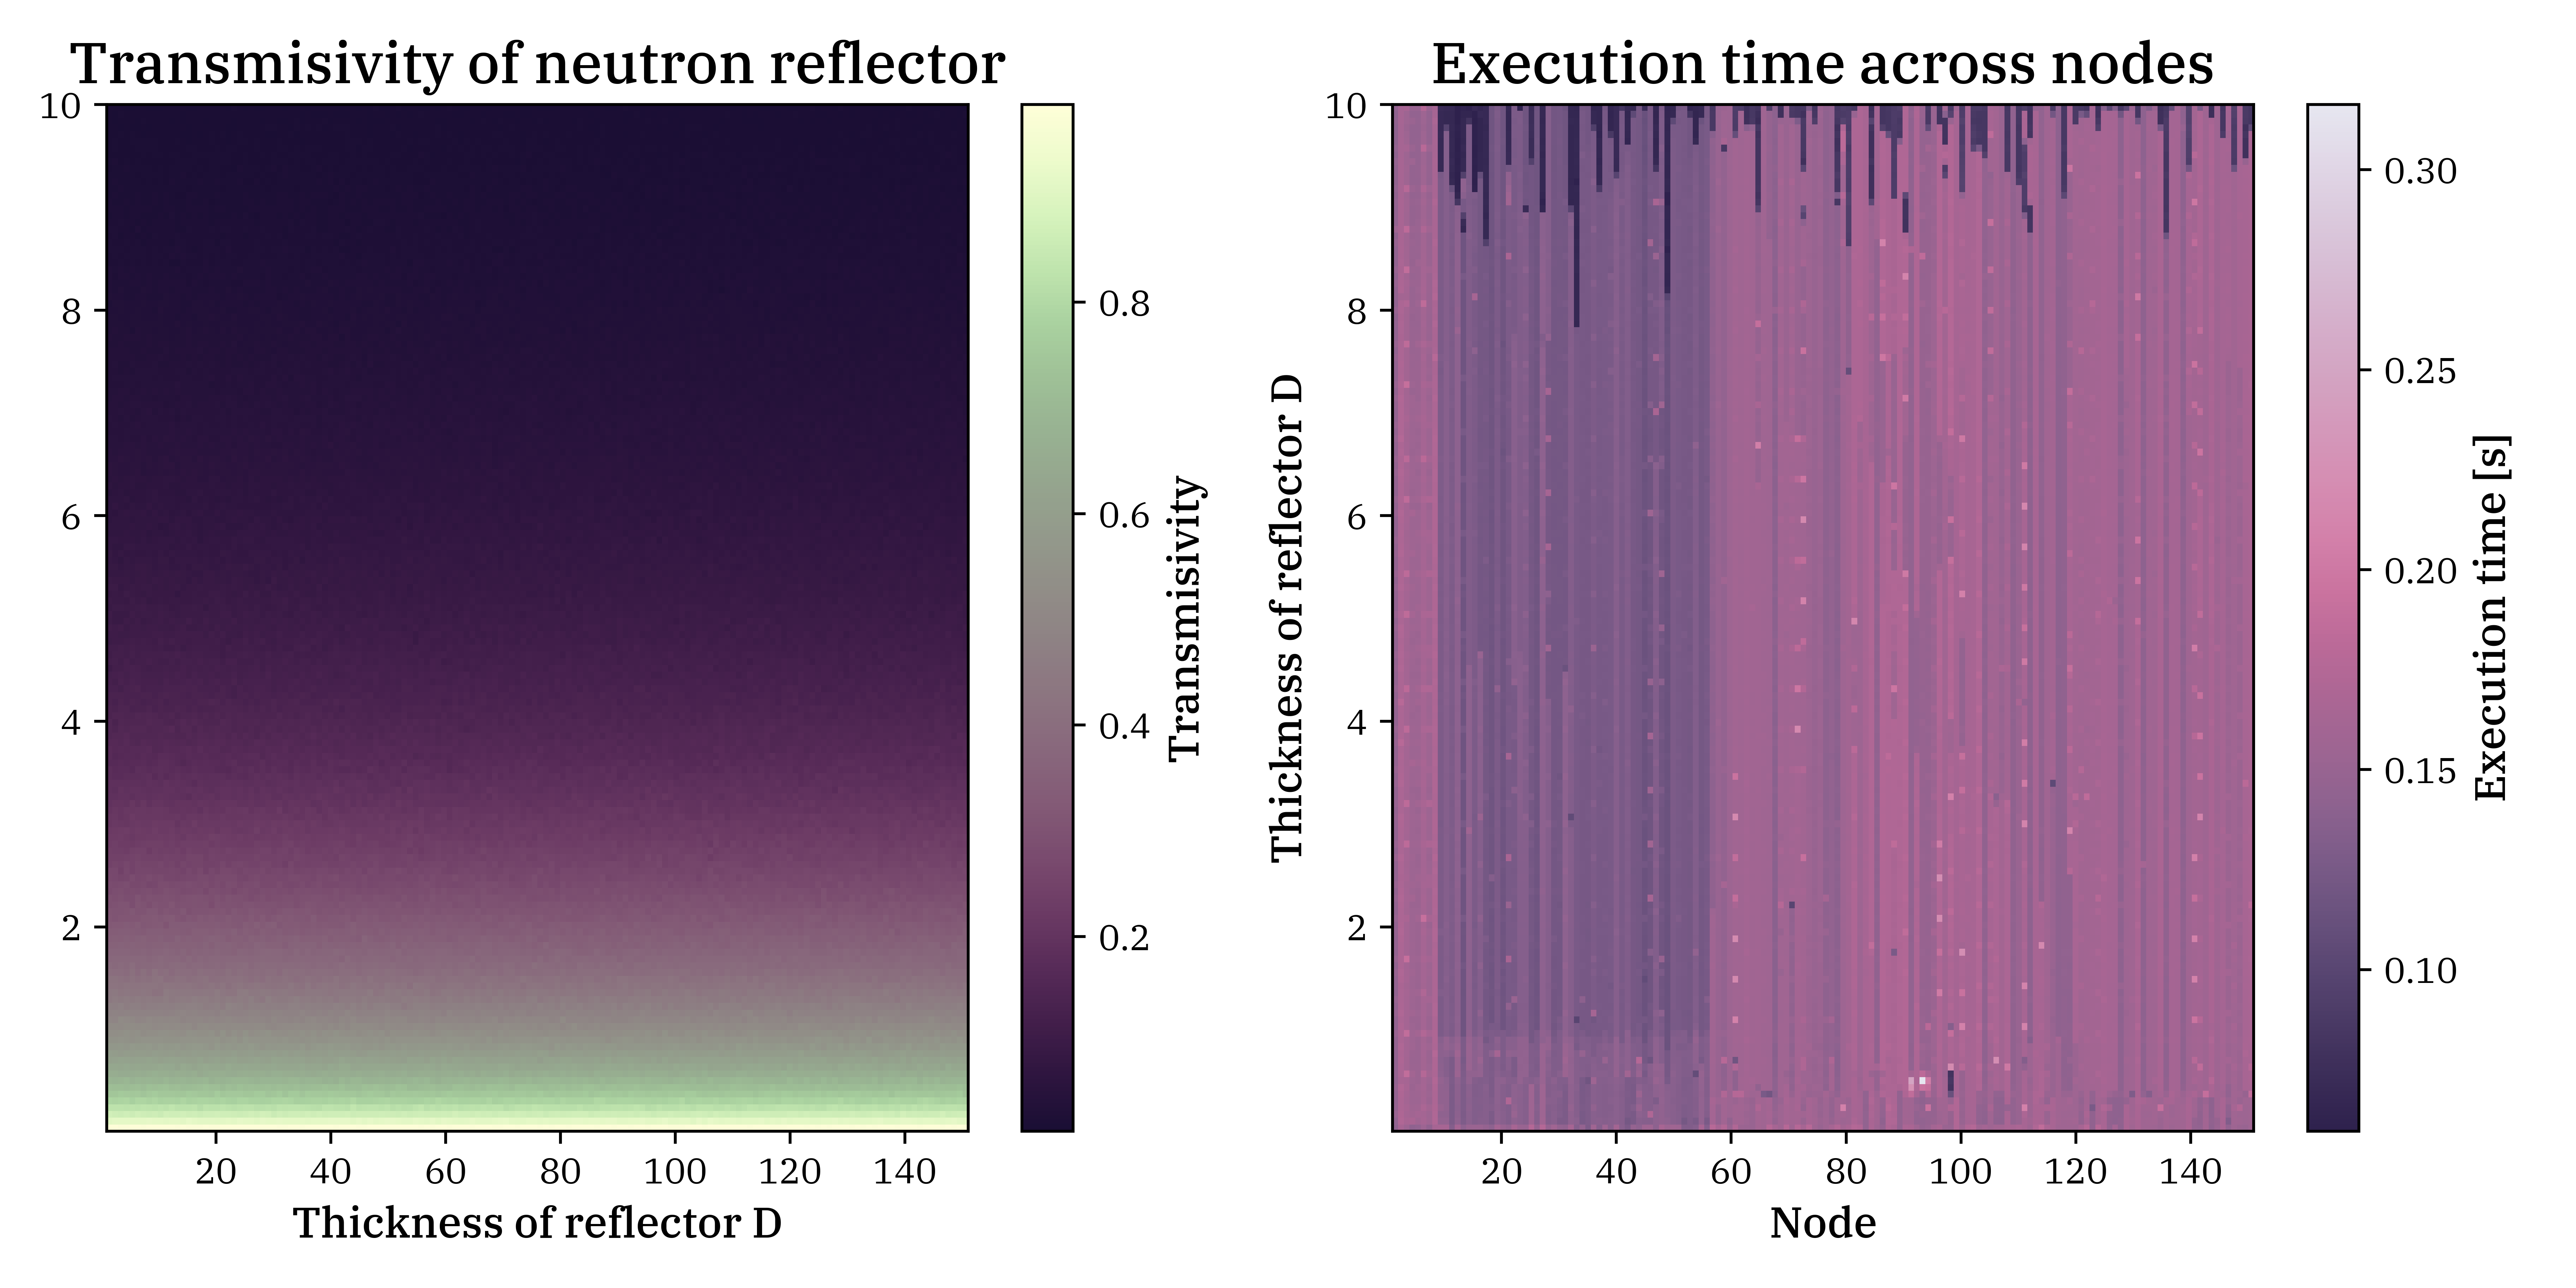 Transmisivity of neutron reflector
10
8
6
4
2
20 40 60 80 100 120 140
Thickness of reflector D
0.8
0.6
0.4
0.2
Transmisivity
Execution time across nodes
Thickness of reflector D
10
8
6
4
2
20 40 60 80 100 120 140
Node
0.30
0.25
0.20
0.15
0.10
Execution time [s]